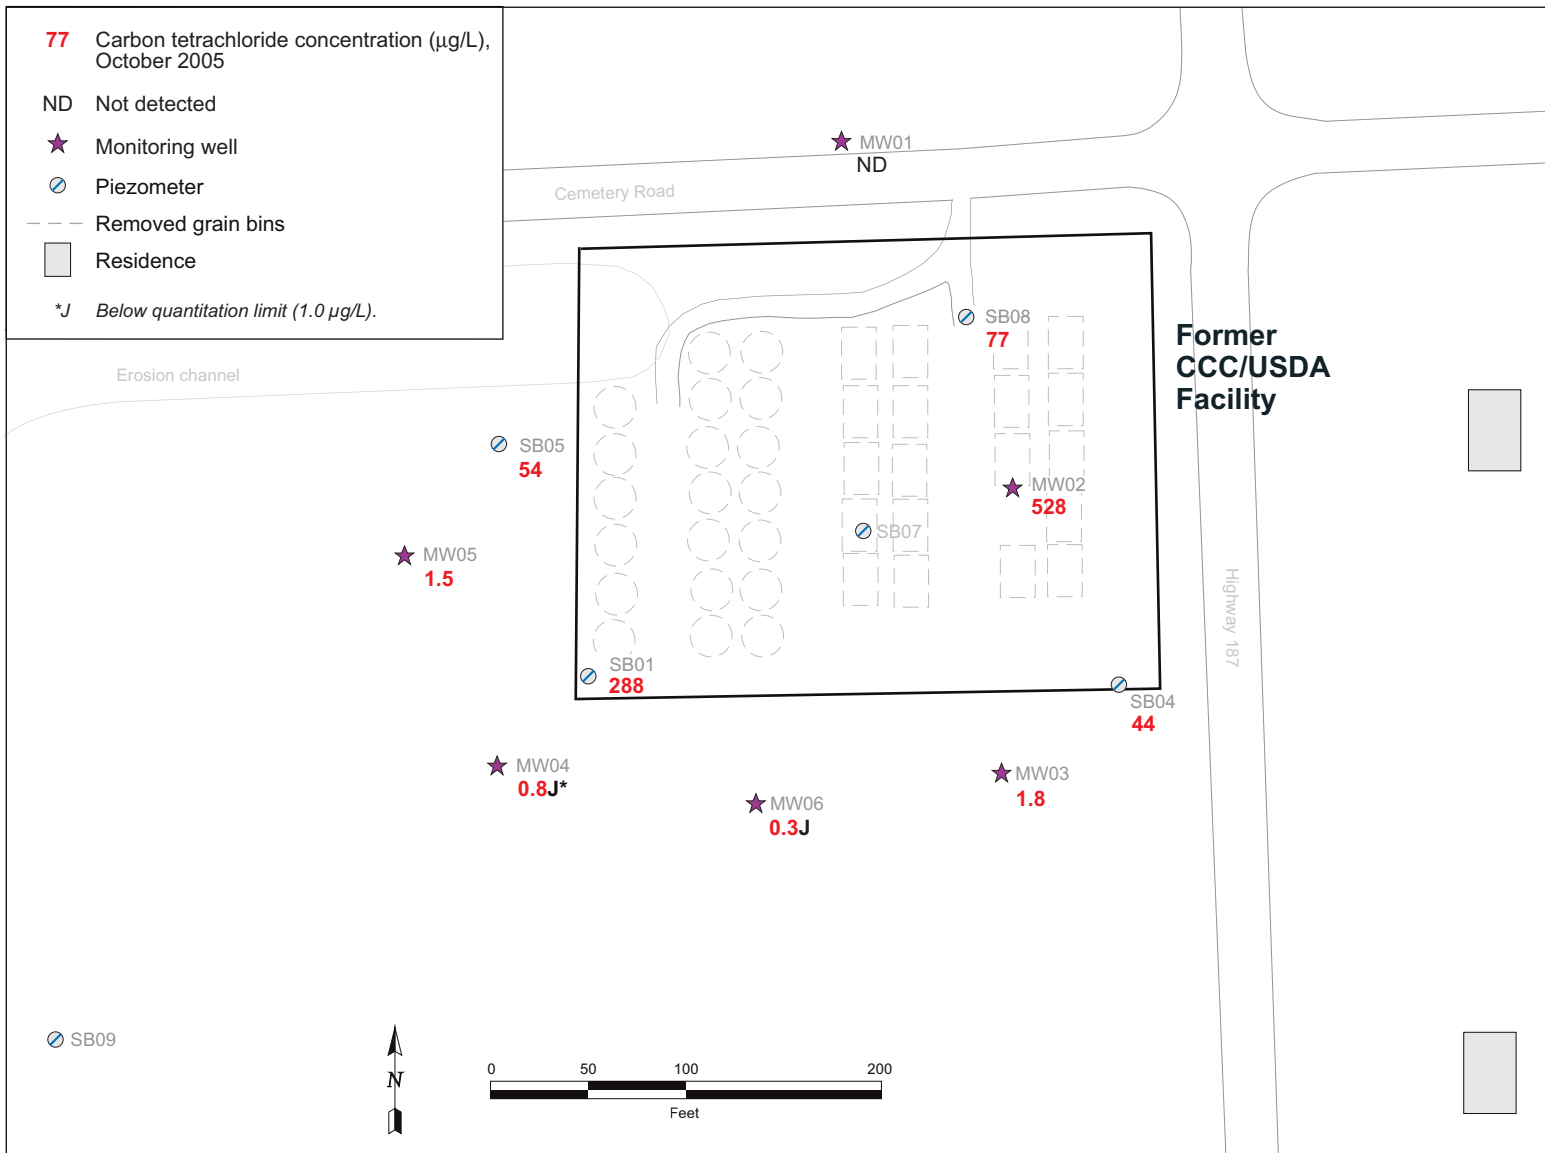 77 Carbon tetrachloride concentration (µg/L),
October 2005
ND Not detected
Monitoring well
Piezometer
Removed grain bins
Residence
*J Below quantitation limit (1.0 µg/L).
MW01
ND
Cemetery Road
SB08
77
Former
CCC/USDA
Facility
Erosion channel
SB05
54
MW02
528
SB07
MW05
1.5
Highway 187
SB01
288
SB04
44
MW04
0.8J*
MW03
1.8
MW06
0.3J
SB09
N
0 50 100 200
Feet